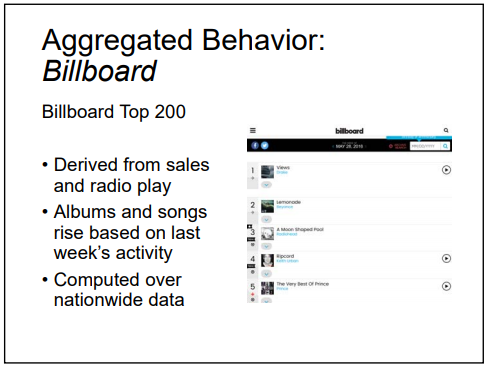 Aggregated Behavior:
Billboard
Billboard Top 200
• Derived from sales
and radio play
• Albums and songs
rise based on last
week's activity
• Computed over
nationwide data
billboard
MAY 28, 2016
1
Views
Drake
2
Lemonade
Beyonce
3
A Moon Shaped Pool
Radiohead
4
Ripcord
Keith Urban
5
The Very Best Of Prince
Prince